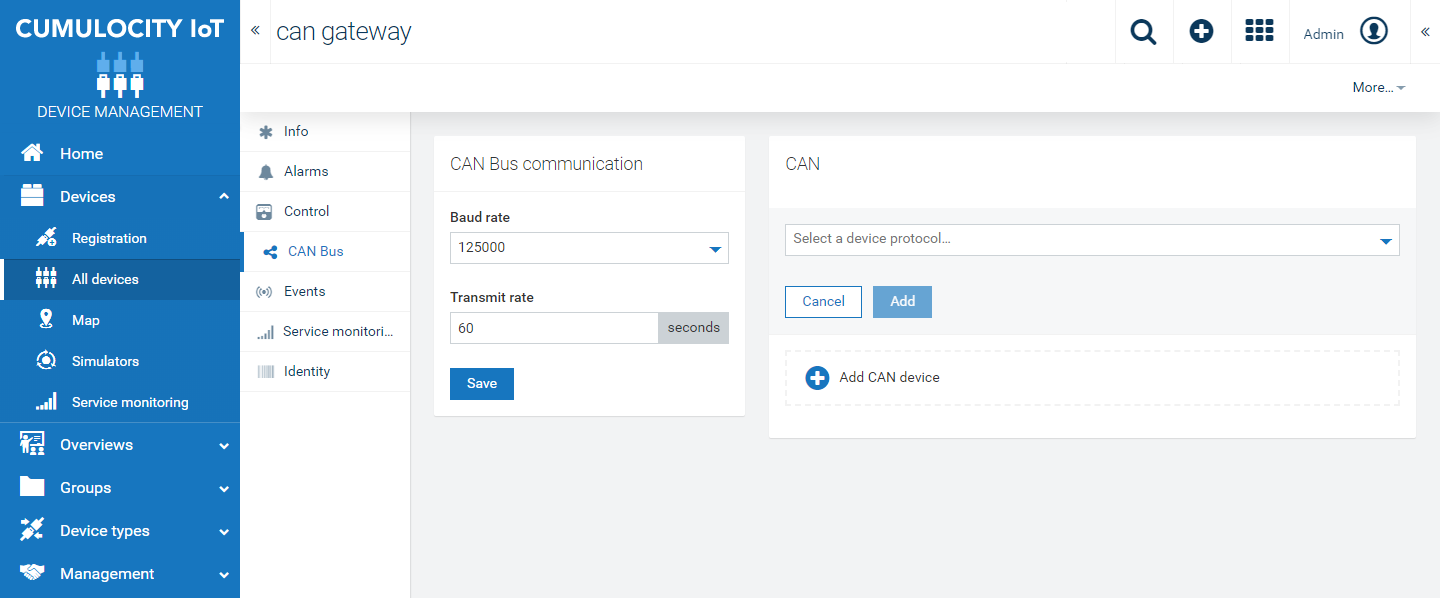 CUMULOCITY IoT
DEVICE MANAGEMENT
Home
Devices
Registration
All devices
Map
Simulators
Service monitoring
Overviews
Groups
Device types
Management
can gateway
Admin
More...
Info
Alarms
Control
CAN Bus
Events
Service monitori...
Identity
CAN Bus communication
Baud rate
125000
Transmit rate
60 seconds
Save
CAN
Select a device protocol...
Cancel Add
Add CAN device